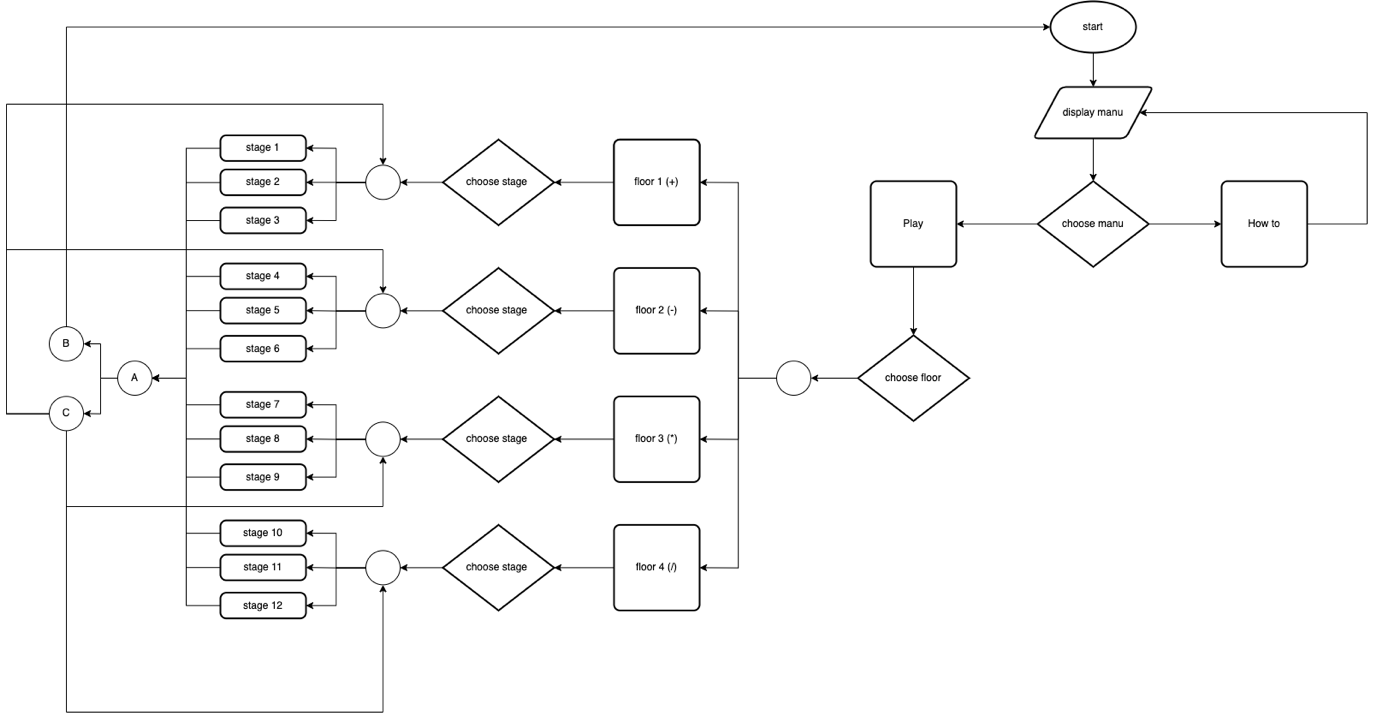 start
display manu
choose manu
How to
Play
choose floor
floor 1 (+)
choose stage
stage 1
stage 2
stage 3
floor 2 (-)
choose stage
stage 4
stage 5
stage 6
floor 3 (*)
choose stage
stage 7
stage 8
stage 9
floor 4 (/)
choose stage
stage 10
stage 11
stage 12
A
B
C